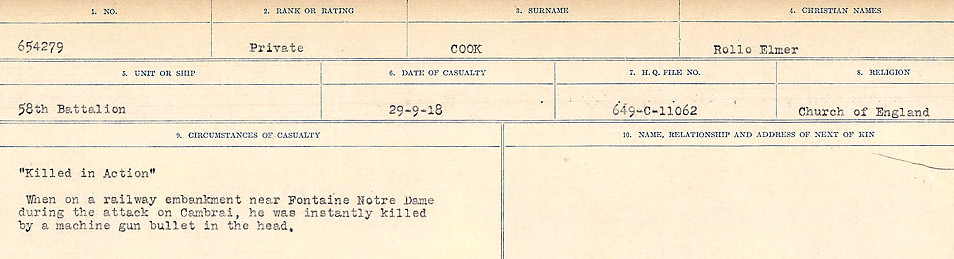 1. NO. 2. RANK OR RATING 3. SURNAME 4. CHRISTIAN NAMES
654279 Private COOK Rollo Elmer
5. UNIT OR SHIP 6. DATE OF CASUALTY 7. H. Q. FILE NO. 8. RELIGION
58th Battalion 29-9-18 649-C-11062 Church of England
9. CIRCUMSTANCES OF CASUALTY 10. NAME, RELATIONSHIP AND ADDRESS OF NEXT OF KIN
"Killed in Action"
When on a railway embankment near Fontaine Notre Dame
during the attack on Cambrai, he was instantly killed
by a machine gun bullet in the head.